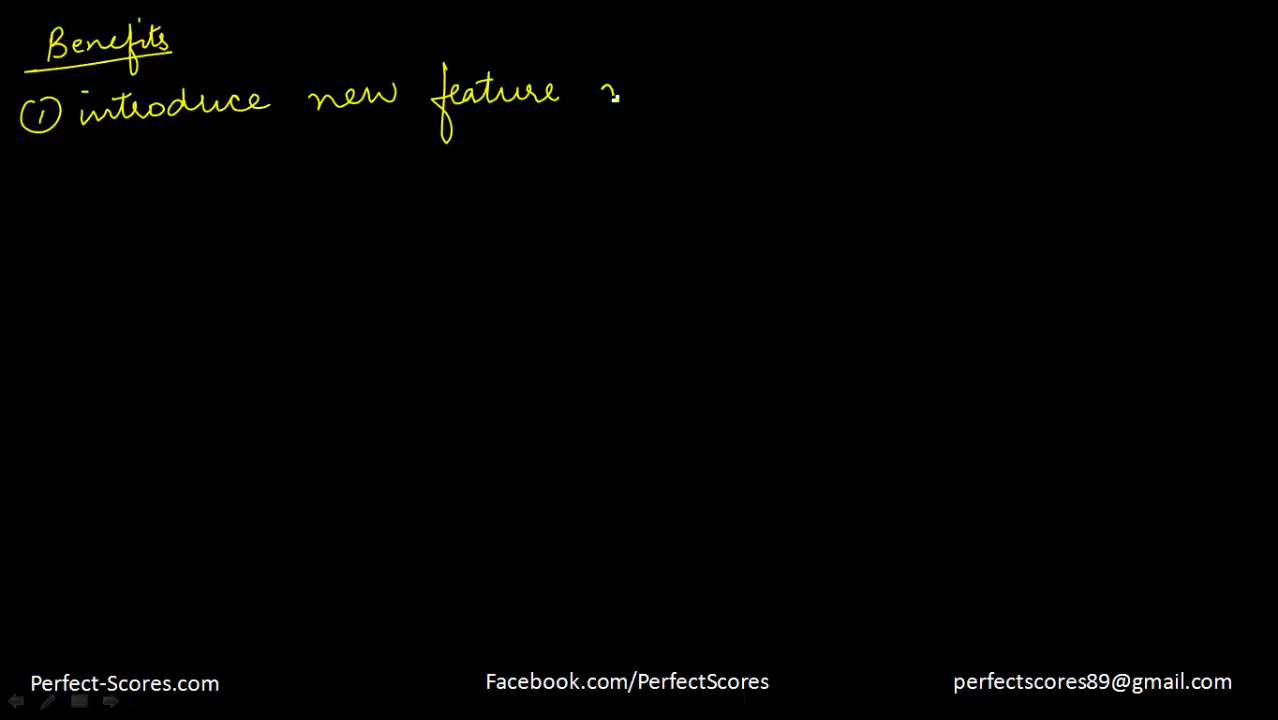 Benefits
① introduce new feature
Perfect-Scores.com
Facebook.com/PerfectScores
perfectscores89@gmail.com